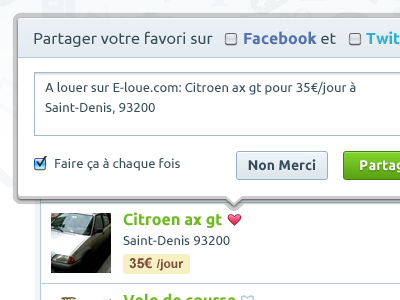 Partager votre favori sur Facebook et Twit
A louer sur E-loue.com: Citroen ax gt pour 35€/jour à
Saint-Denis, 93200
Faire ça à chaque fois Non Merci Partag
Citroen ax gt
Saint-Denis 93200
35€ /jour
Velo de course